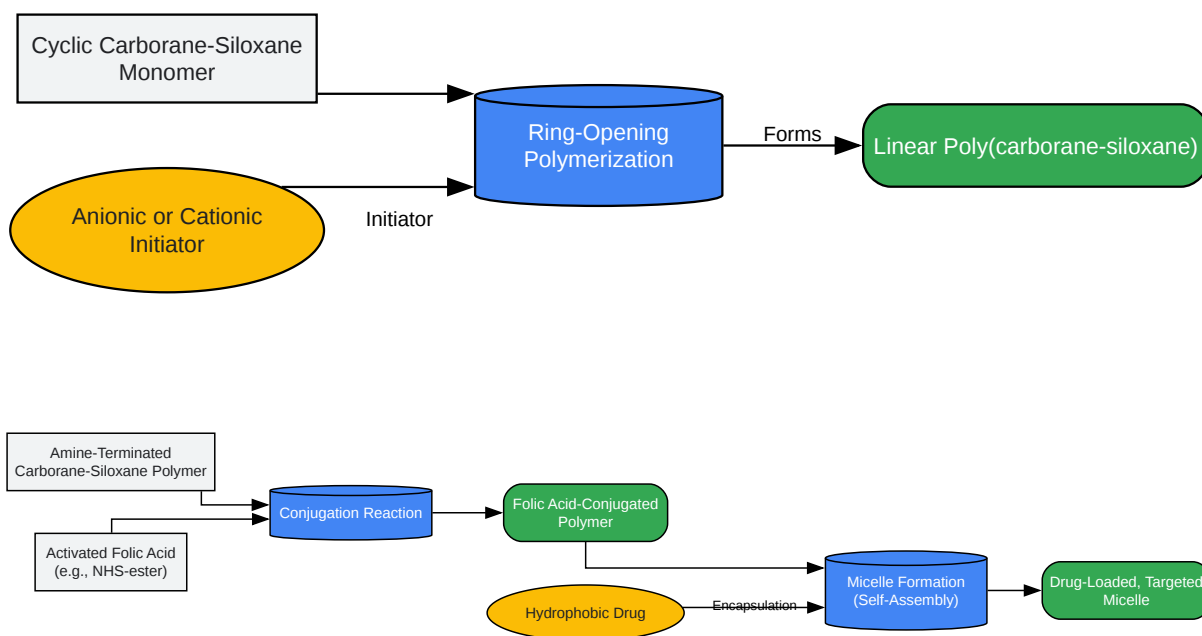 Cyclic Carborane-Siloxane
Monomer
Ring-Opening
Polymerization
Forms
Linear Poly(carborane-siloxane)
Anionic or Cationic
Initiator
Initiator
Amine-Terminated
Carborane-Siloxane Polymer
Activated Folic Acid
(e.g., NHS-ester)
Conjugation Reaction
Folic Acid-Conjugated
Polymer
Hydrophobic Drug
Encapsulation
Micelle Formation
(Self-Assembly)
Drug-Loaded, Targeted
Micelle